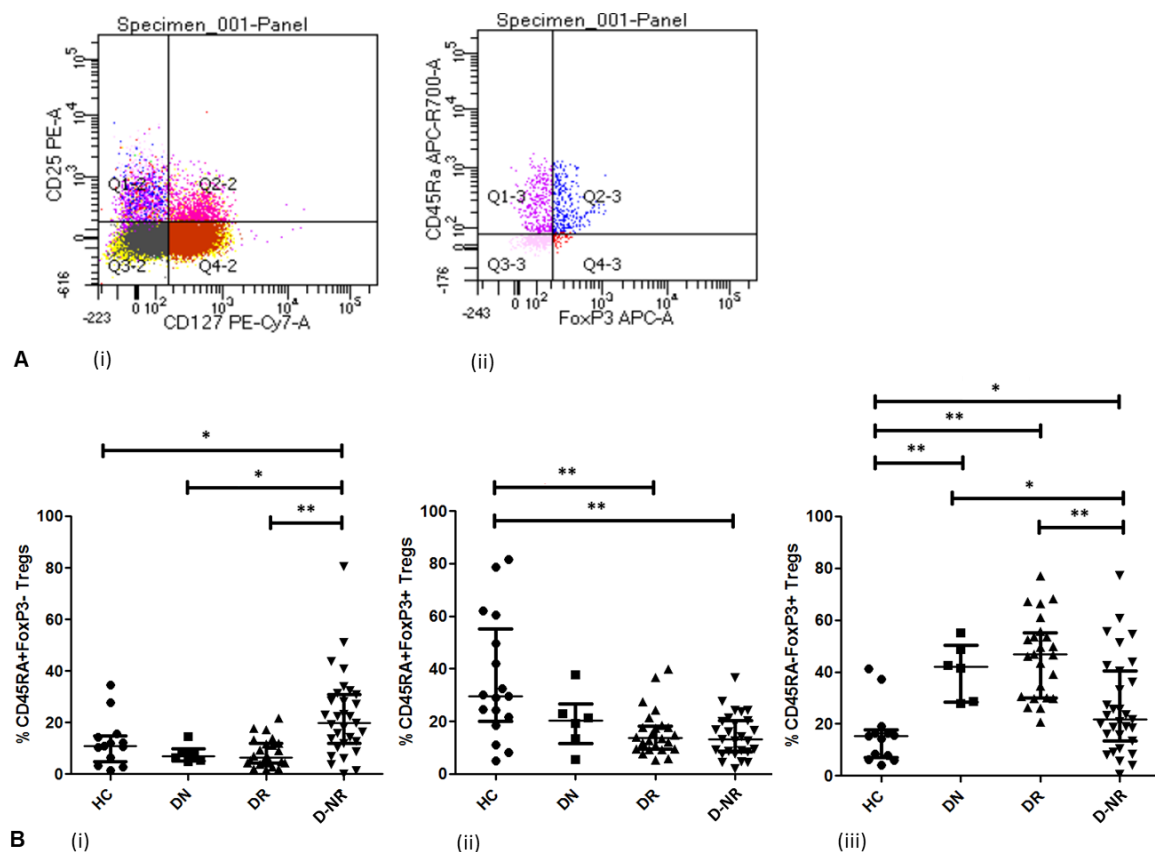 Specimen_001-Panel
CD25 PE-A
10^5
10^4
10^3
0
-616
Q1-2
Q2-2
Q3-2
Q4-2
-223
0 10^2
10^3
10^4
10^5
CD127 PE-Cy7-A
Specimen_001-Panel
CD45Ra APC-R700-A
10^5
10^4
10^3
10^2
0
-176
Q1-3
Q2-3
Q3-3
Q4-3
-243
0 10^2
10^3
10^4
10^5
FoxP3 APC-A
A
(i)
(ii)
*
*
**
% CD45RA+FoxP3- Tregs
100
80
60
40
20
0
HC
DN
DR
D-NR
**
**
% CD45RA+FoxP3+ Tregs
100
80
60
40
20
0
HC
DN
DR
D-NR
*
**
**
*
**
% CD45RA-FoxP3+ Tregs
100
80
60
40
20
0
HC
DN
DR
D-NR
B
(i)
(ii)
(iii)